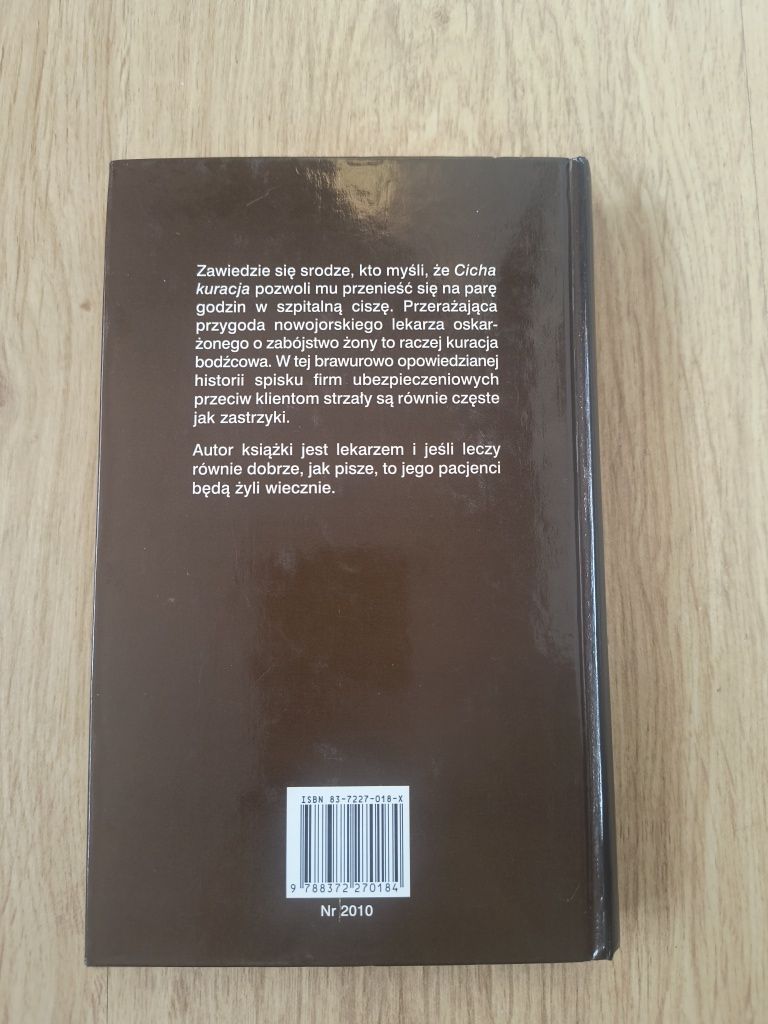 Zawiedzie się srodze, kto myśli, że Cicha
kuracja pozwoli mu przenieść się na parę
godzin w szpitalną ciszę. Przerażająca
przygoda nowojorskiego lekarza oskar-
żonego o zabójstwo żony to raczej kuracja
bodźcowa. W tej brawurowo opowiedzianej
historii spisku firm ubezpieczeniowych
przeciw klientom strzały są równie częste
jak zastrzyki.
Autor książki jest lekarzem i jeśli leczy
równie dobrze, jak pisze, to jego pacjenci
będą żyli wiecznie.
ISBN 83-7227-018-X
9 788372 270184
Nr 2010